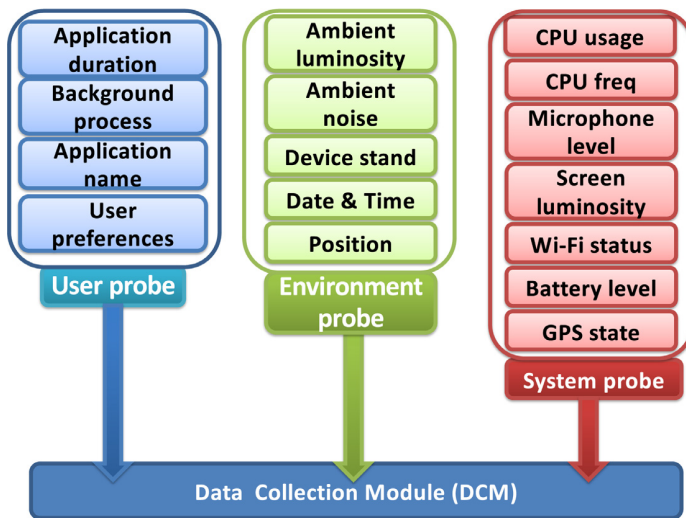 Application
duration
Background
process
Application
name
User
preferences
User probe
Ambient
luminosity
Ambient
noise
Device stand
Date & Time
Position
Environment
probe
CPU usage
CPU freq
Microphone
level
Screen
luminosity
Wi-Fi status
Battery level
GPS state
System probe
Data Collection Module (DCM)